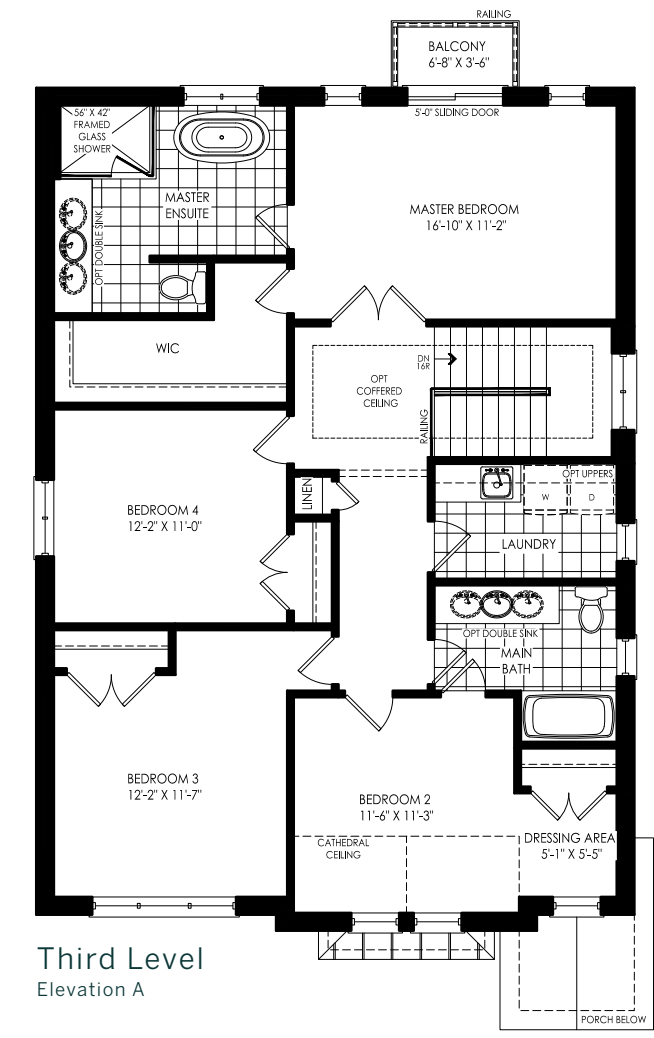 RAILING
BALCONY
6'-8" X 3'-6"
5'-0" SLIDING DOOR
56" X 42"
FRAMED
GLASS
SHOWER
MASTER
ENSUITE
OPT DOUBLE SINK
MASTER BEDROOM
16'-10" X 11'-2"
WIC
DN
16R
OPT
COFFERED
CEILING
RAILING
LINEN
BEDROOM 4
12'-2" X 11'-0"
OPT UPPERS
W
D
LAUNDRY
OPT DOUBLE SINK
MAIN
BATH
BEDROOM 3
12'-2" X 11'-7"
BEDROOM 2
11'-6" X 11'-3"
CATHEDRAL
CEILING
DRESSING AREA
5'-1" X 5'-5"
PORCH BELOW
Third Level
Elevation A